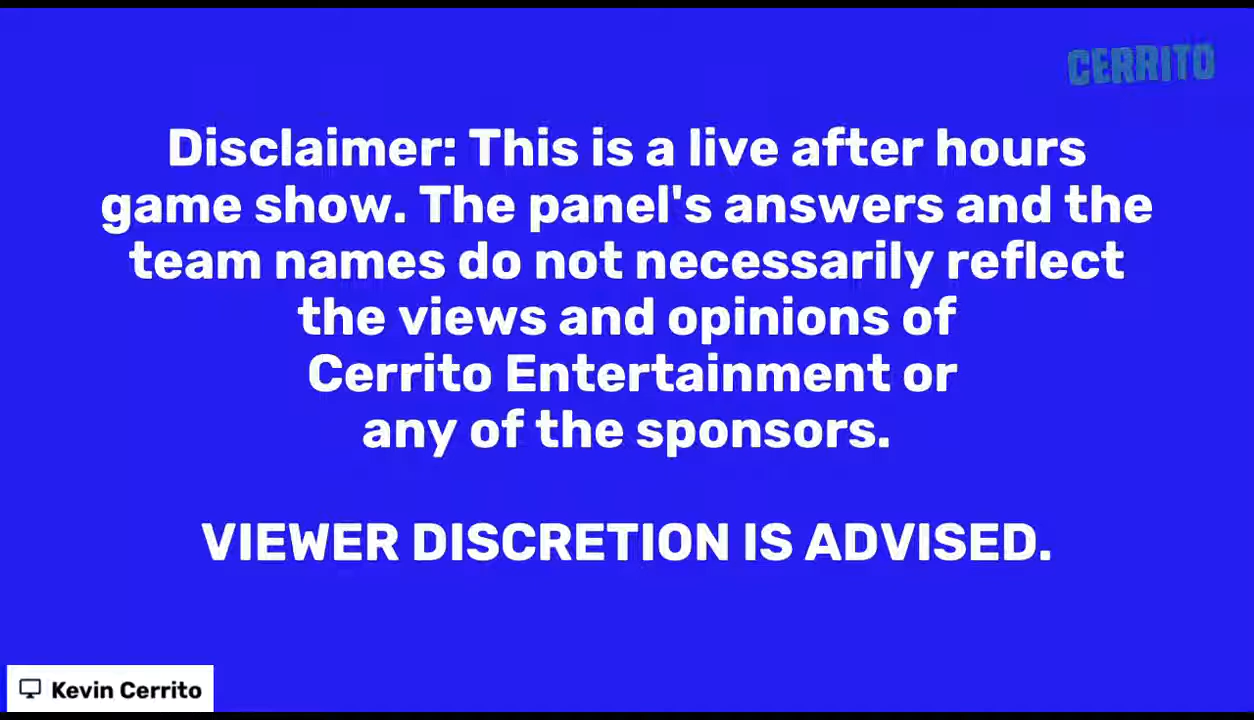 CERRITO
Disclaimer: This is a live after hours
game show. The panel's answers and the
team names do not necessarily reflect
the views and opinions of
Cerrito Entertainment or
any of the sponsors.
VIEWER DISCRETION IS ADVISED.
Kevin Cerrito